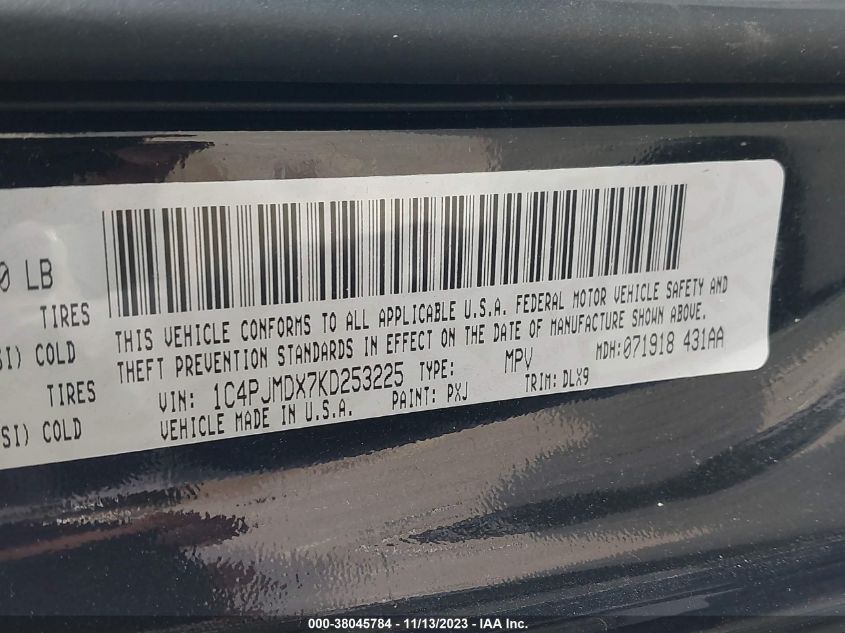 0 LB
TIRES
SI) COLD
TIRES
SI) COLD
THIS VEHICLE CONFORMS TO ALL APPLICABLE U.S.A. FEDERAL MOTOR VEHICLE SAFETY AND
THEFT PREVENTION STANDARDS IN EFFECT ON THE DATE OF MANUFACTURE SHOWN ABOVE.
VIN: 1C4PJMDX7KD253225 TYPE: MPV MDH:071918 431AA
VEHICLE MADE IN U.S.A. PAINT: PXJ TRIM: DLX9
000-38045784 - 11/13/2023 - IAA Inc.